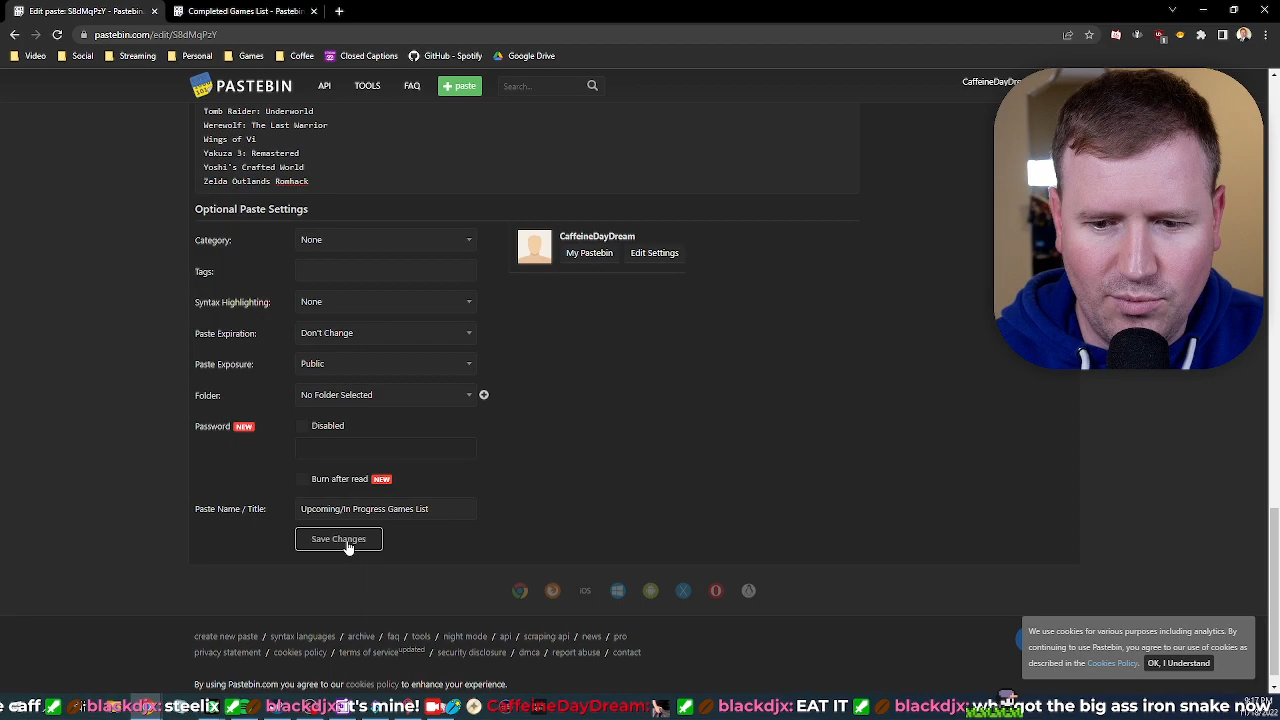 Edit paste: S8dMqPzY - Pastebin
Completed Games List - Pastebin
pastebin.com/edit/S8dMqPzY
Video Social Streaming Personal Games Coffee Closed Captions GitHub - Spotify Google Drive
PASTEBIN API TOOLS FAQ + paste Search... CaffeineDayDre
Tomb Raider: Underworld
Werewolf: The Last Warrior
Wings of Vi
Yakuza 3: Remastered
Yoshi's Crafted World
Zelda Outlands Romhack
Optional Paste Settings
Category: None
CaffeineDayDream
My Pastebin Edit Settings
Tags:
Syntax Highlighting: None
Paste Expiration: Don't Change
Paste Exposure: Public
Folder: No Folder Selected
Password NEW Disabled
Burn after read NEW
Paste Name / Title: Upcoming/In Progress Games List
Save Changes
iOS
create new paste / syntax languages / archive / faq / tools / night mode / api / scraping api / news / pro
privacy statement / cookies policy / terms of service updated / security disclosure / dmca / report abuse / contact
By using Pastebin.com you agree to our cookies policy to enhance your experience.
We use cookies for various purposes including analytics. By
continuing to use Pastebin, you agree to our use of cookies as
described in the Cookies Policy. OK, I Understand
e caff blackdj: steelix blackdj: it's mine! CaffeineDayDream: blackdj: EAT IT blackdj: who got the big ass iron snake now